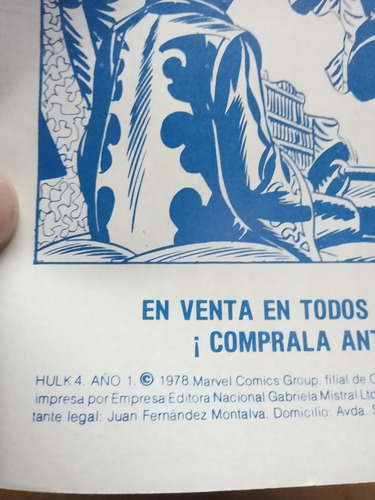 EN VENTA EN TODOS
¡ COMPRALA ANT
HULK 4. AÑO 1. © 1978. Marvel Comics Group. filial de C
impresa por Empresa Editora Nacional Gabriela Mistral Ltd
tante legal: Juan Fernández Montalva. Domicilio: Avda. S